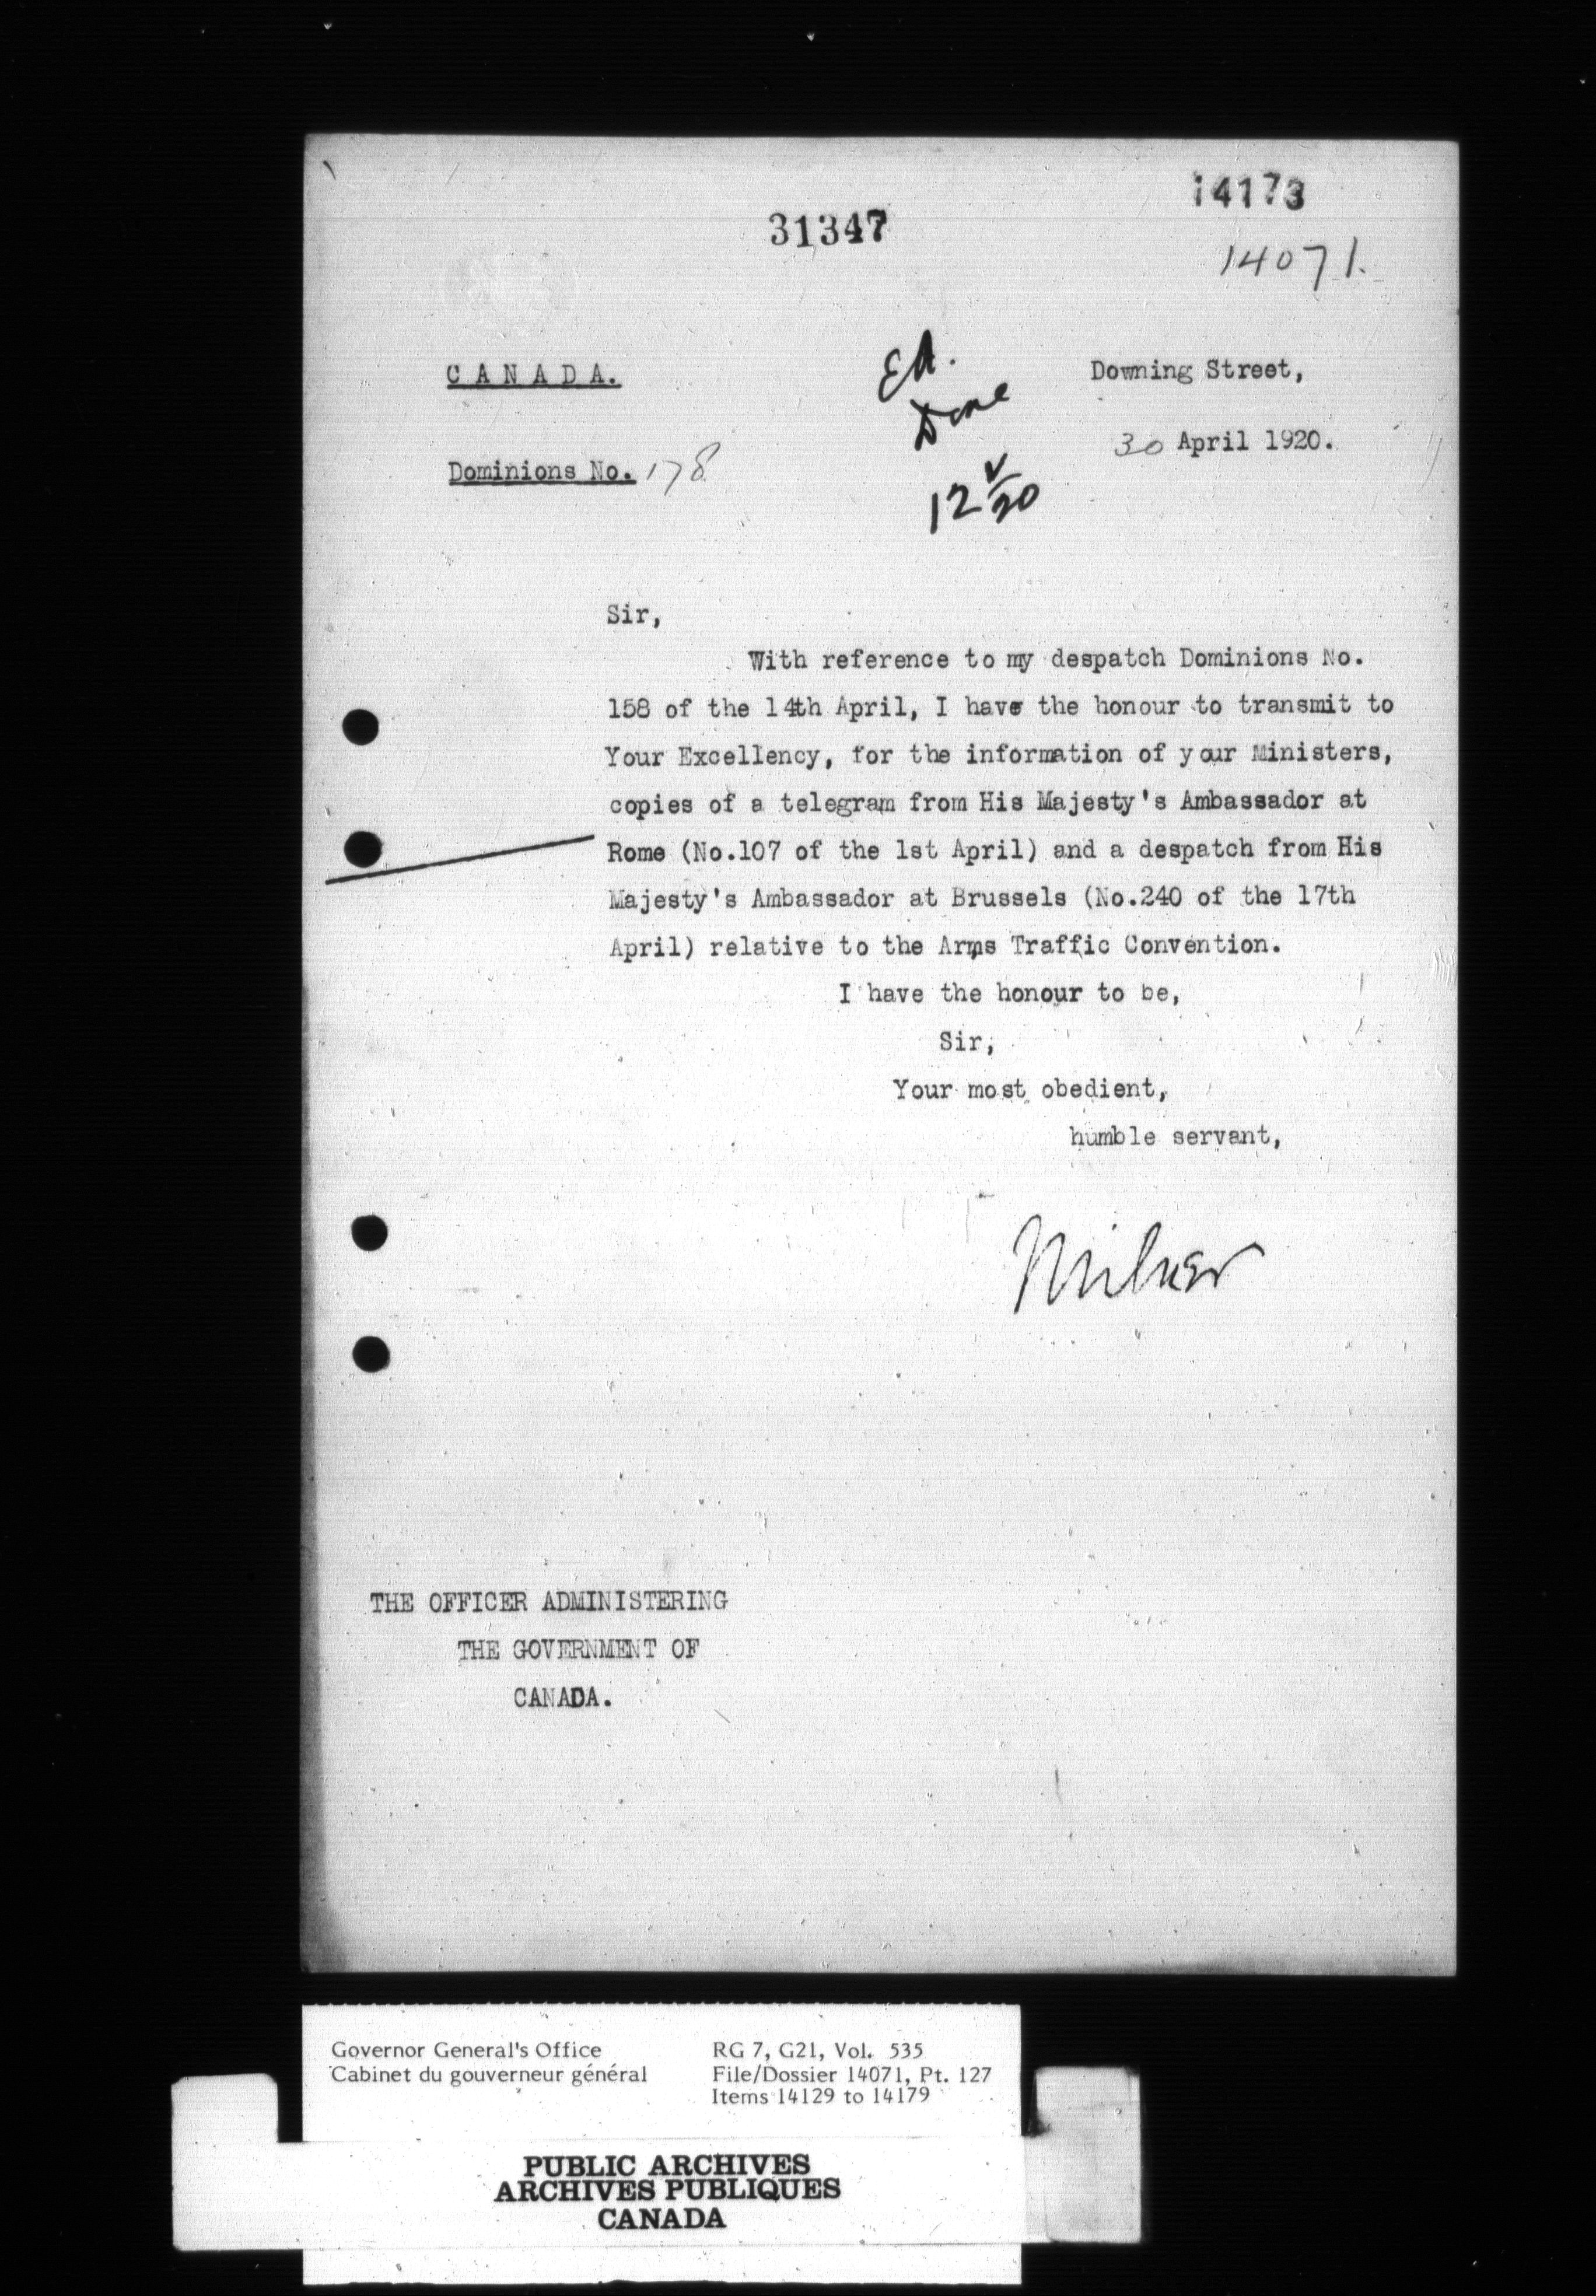 14173
31347
14071.
CANADA.
Ed.
Done
12 V/20
Downing Street,
30 April 1920.
Dominions No. 178
Sir,
With reference to my despatch Dominions No.
158 of the 14th April, I have the honour to transmit to
Your Excellency, for the information of your Ministers,
copies of a telegram from His Majesty's Ambassador at
Rome (No.107 of the 1st April) and a despatch from His
Majesty's Ambassador at Brussels (No.240 of the 17th
April) relative to the Arms Traffic Convention.
I have the honour to be,
Sir,
Your most obedient,
humble servant,
Milner
THE OFFICER ADMINISTERING
THE GOVERNMENT OF
CANADA.
Governor General's Office
Cabinet du gouverneur général
RG 7, G21, Vol. 535
File/Dossier 14071, Pt. 127
Items 14129 to 14179
PUBLIC ARCHIVES
ARCHIVES PUBLIQUES
CANADA